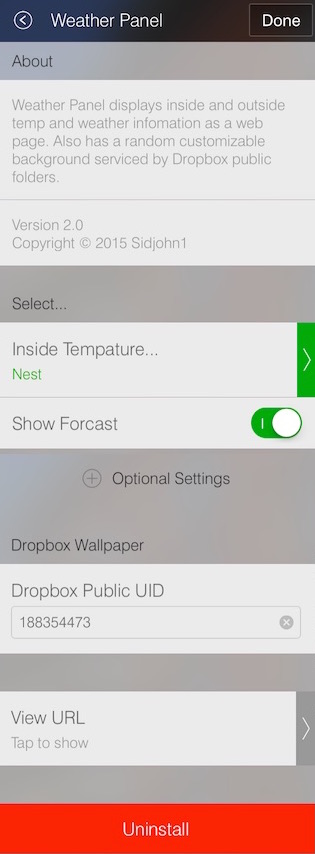 Weather Panel
Done
About
Weather Panel displays inside and outside
temp and weather infomation as a web
page. Also has a random customizable
background serviced by Dropbox public
folders.
Version 2.0
Copyright © 2015 Sidjohn1
Select...
Inside Tempature...
Nest
Show Forcast
Optional Settings
Dropbox Wallpaper
Dropbox Public UID
188354473
View URL
Tap to show
Uninstall